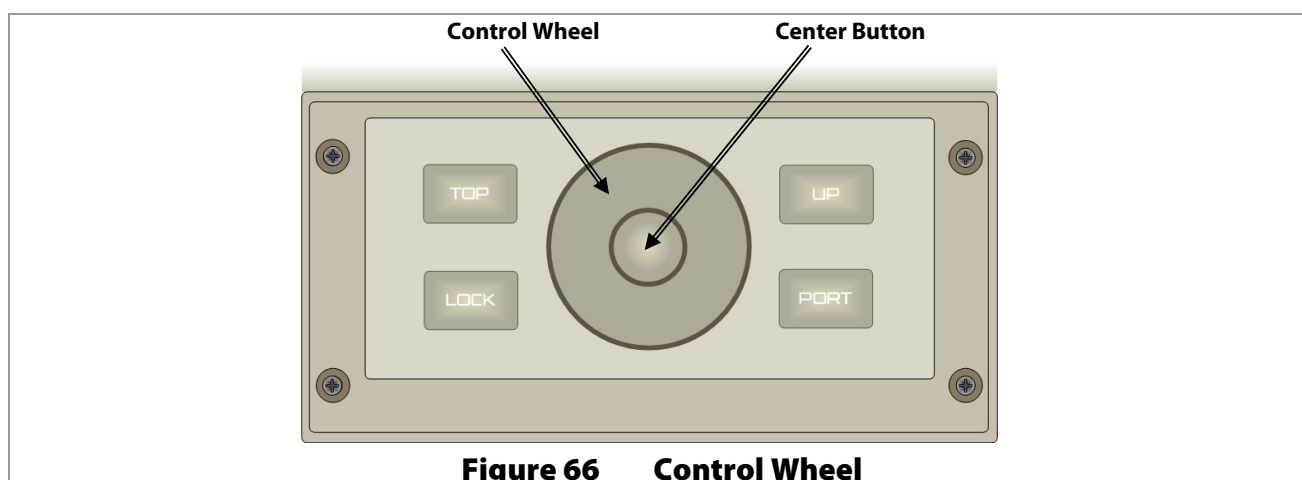 Control Wheel Center Button
TOP UP
LOCK PORT
Figure 66 Control Wheel